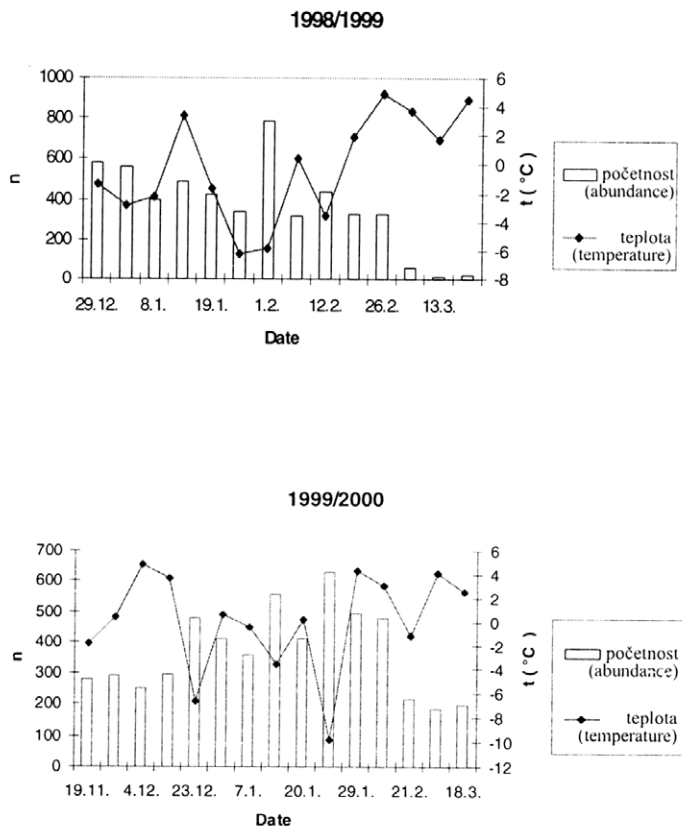 1998/1999
1000
800
600
400
200
0
n
6
4
2
0
-2
-4
-6
-8
t ( °C)
29.12. 8.1. 19.1. 1.2. 12.2. 26.2. 13.3.
Date
početnost
(abundance)
teplota
(temperature)
1999/2000
700
600
500
400
300
200
100
0
n
6
4
2
0
-2
-4
-6
-8
-10
-12
t ( °C)
19.11. 4.12. 23.12. 7.1. 20.1. 29.1. 21.2. 18.3.
Date
početnost
(abundance)
teplota
(temperature)